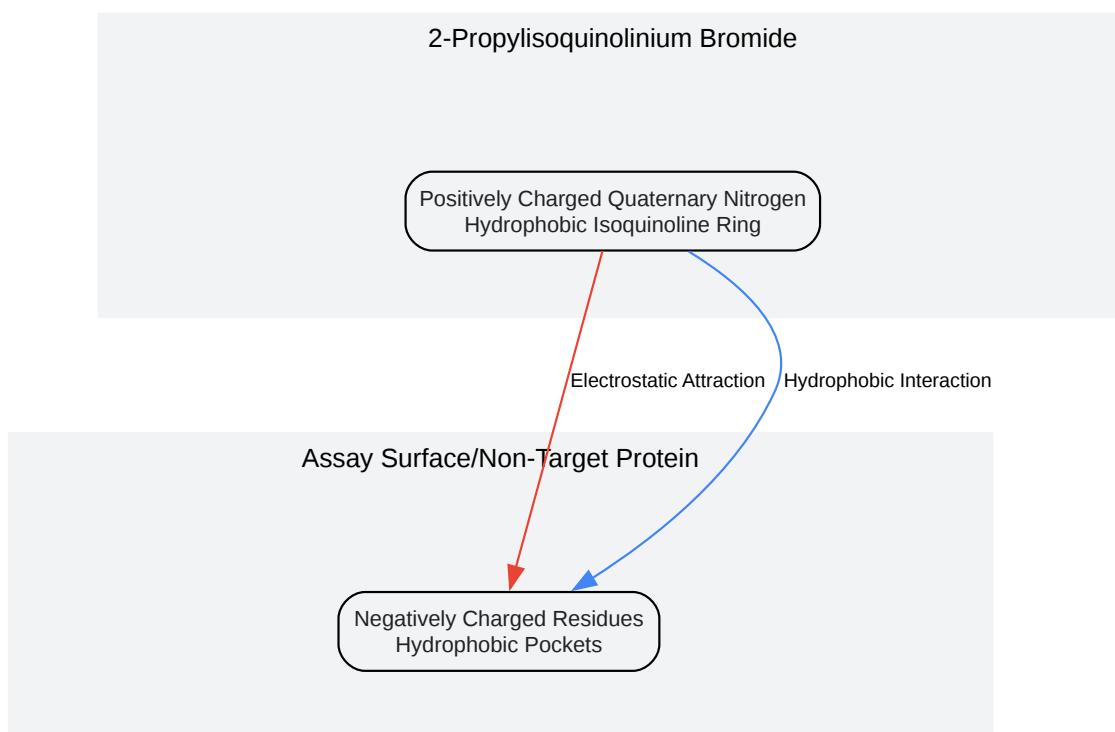 2-Propylisoquinolinium Bromide
Positively Charged Quaternary Nitrogen
Hydrophobic Isoquinoline Ring
Electrostatic Attraction
Hydrophobic Interaction
Assay Surface/Non-Target Protein
Negatively Charged Residues
Hydrophobic Pockets